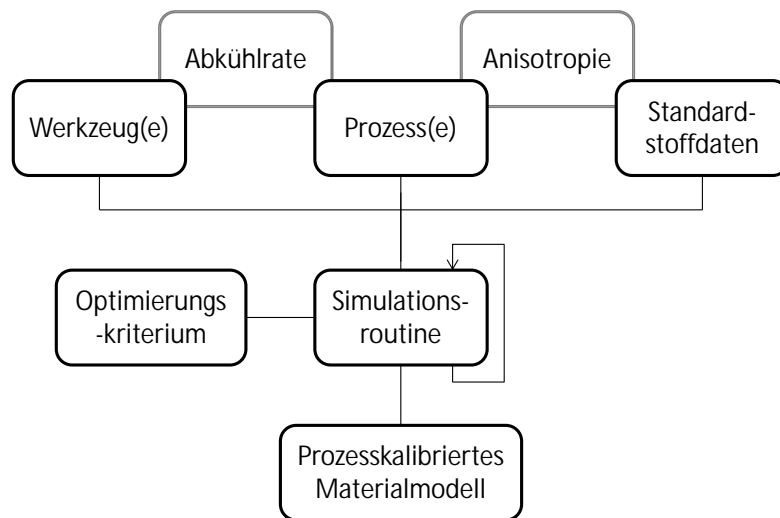 Abkühlrate
Anisotropie
Werkzeug(e)
Prozess(e)
Standard-
stoffdaten
Optimierungs
-kriterium
Simulations-
routine
Prozesskalibriertes
Materialmodell